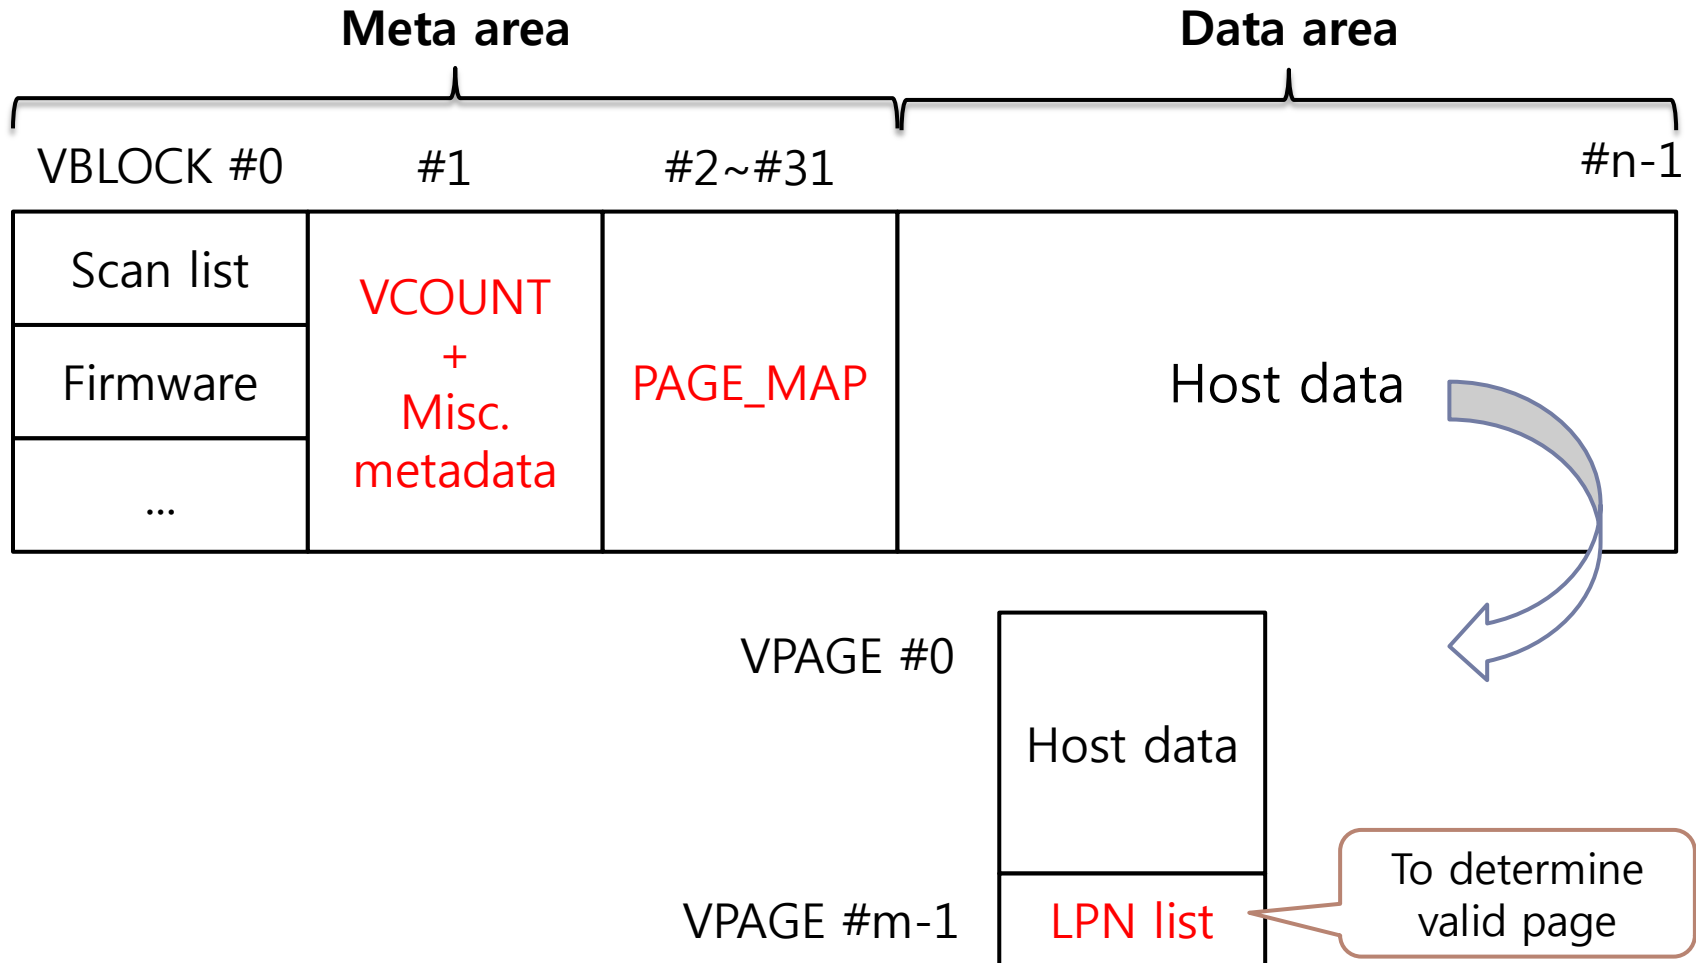 Meta area
Data area
VBLOCK #0
#1
#2~#31
#n-1
Scan list
Firmware
...
VCOUNT
+
Misc.
metadata
PAGE_MAP
Host data
VPAGE #0
Host data
VPAGE #m-1
LPN list
To determine
valid page